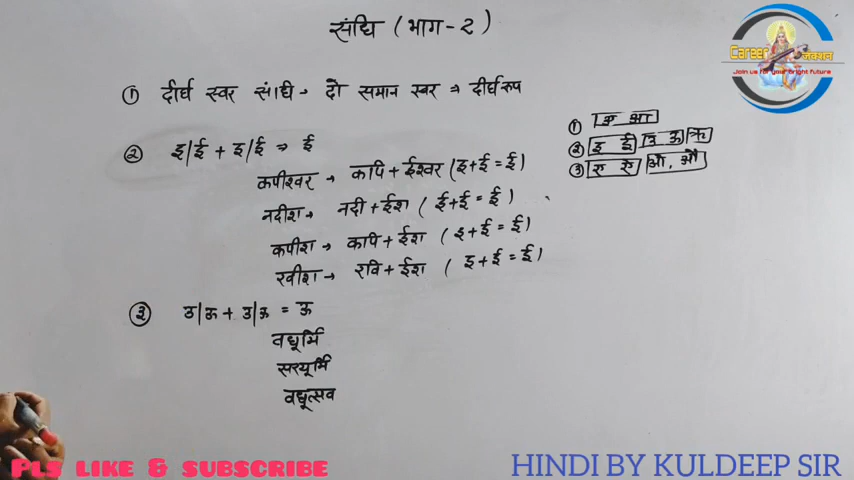 संधि (भाग-2)
Career जंक्शन
Join us for your bright future
① दीर्घ स्वर संधि → दो समान स्वर ⇒ दीर्घ रूप
① अ आ
② इ ई उ ऊ ऋ
③ ए ऐ ओ, औ
② इ/ई + इ/ई ⇒ ई
कपीश्वर → कपि + ईश्वर (इ+ई = ई)
नदीश → नदी + ईश (ई+ई = ई)
कपीश → कपि + ईश (इ+ई = ई)
रवीश → रवि + ईश (इ+ई = ई)
③ उ/ऊ + उ/ऊ = ऊ
वधूर्मि
सरयूर्मि
वधूत्सव
PLS LIKE & SUBSCRIBE
HINDI BY KULDEEP SIR